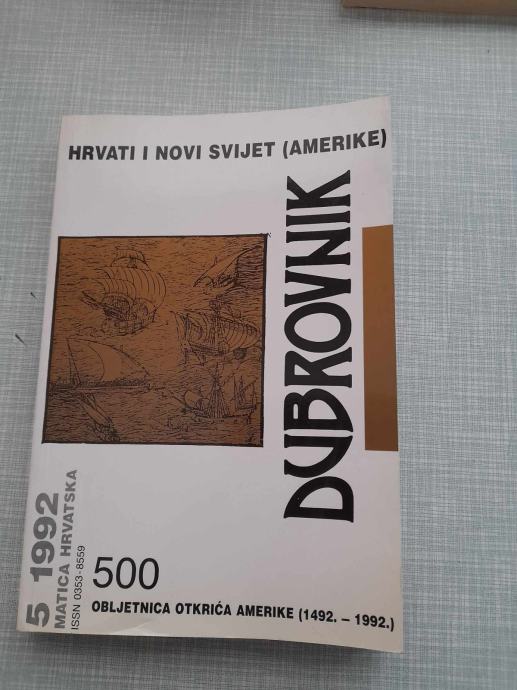 HRVATI I NOVI SVIJET (AMERIKE)
DUBROVNIK
5 1992
MATICA HRVATSKA
ISSN 0353-8559
500
OBLJETNICA OTKRIĆA AMERIKE (1492. – 1992.)